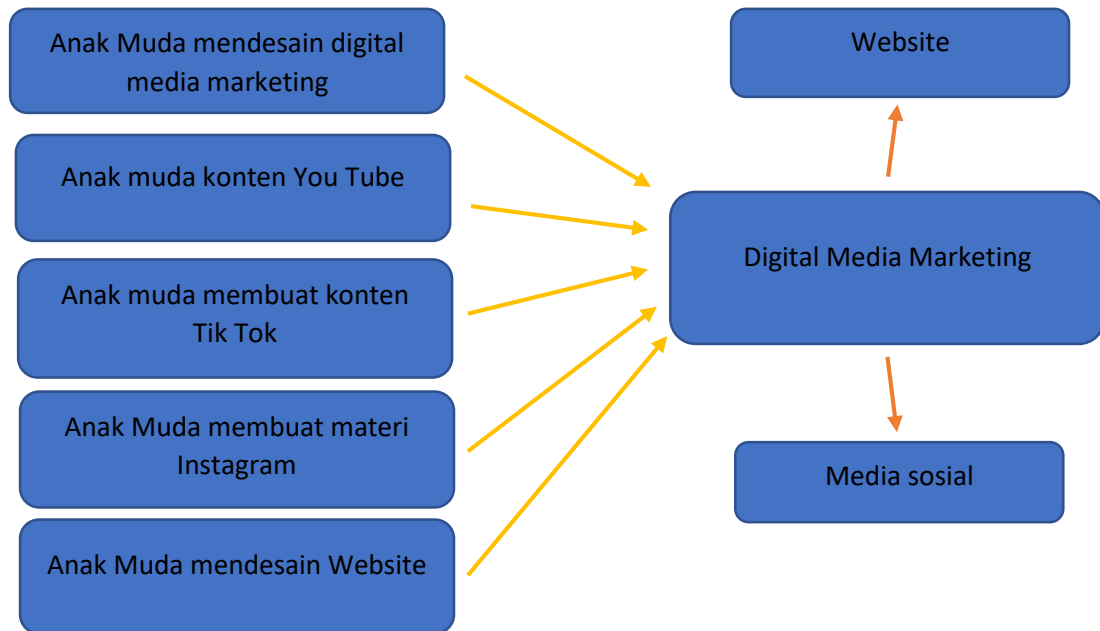 Anak Muda mendesain digital
media marketing
Anak muda konten You Tube
Anak muda membuat konten
Tik Tok
Anak Muda membuat materi
Instagram
Anak Muda mendesain Website
Website
Digital Media Marketing
Media sosial